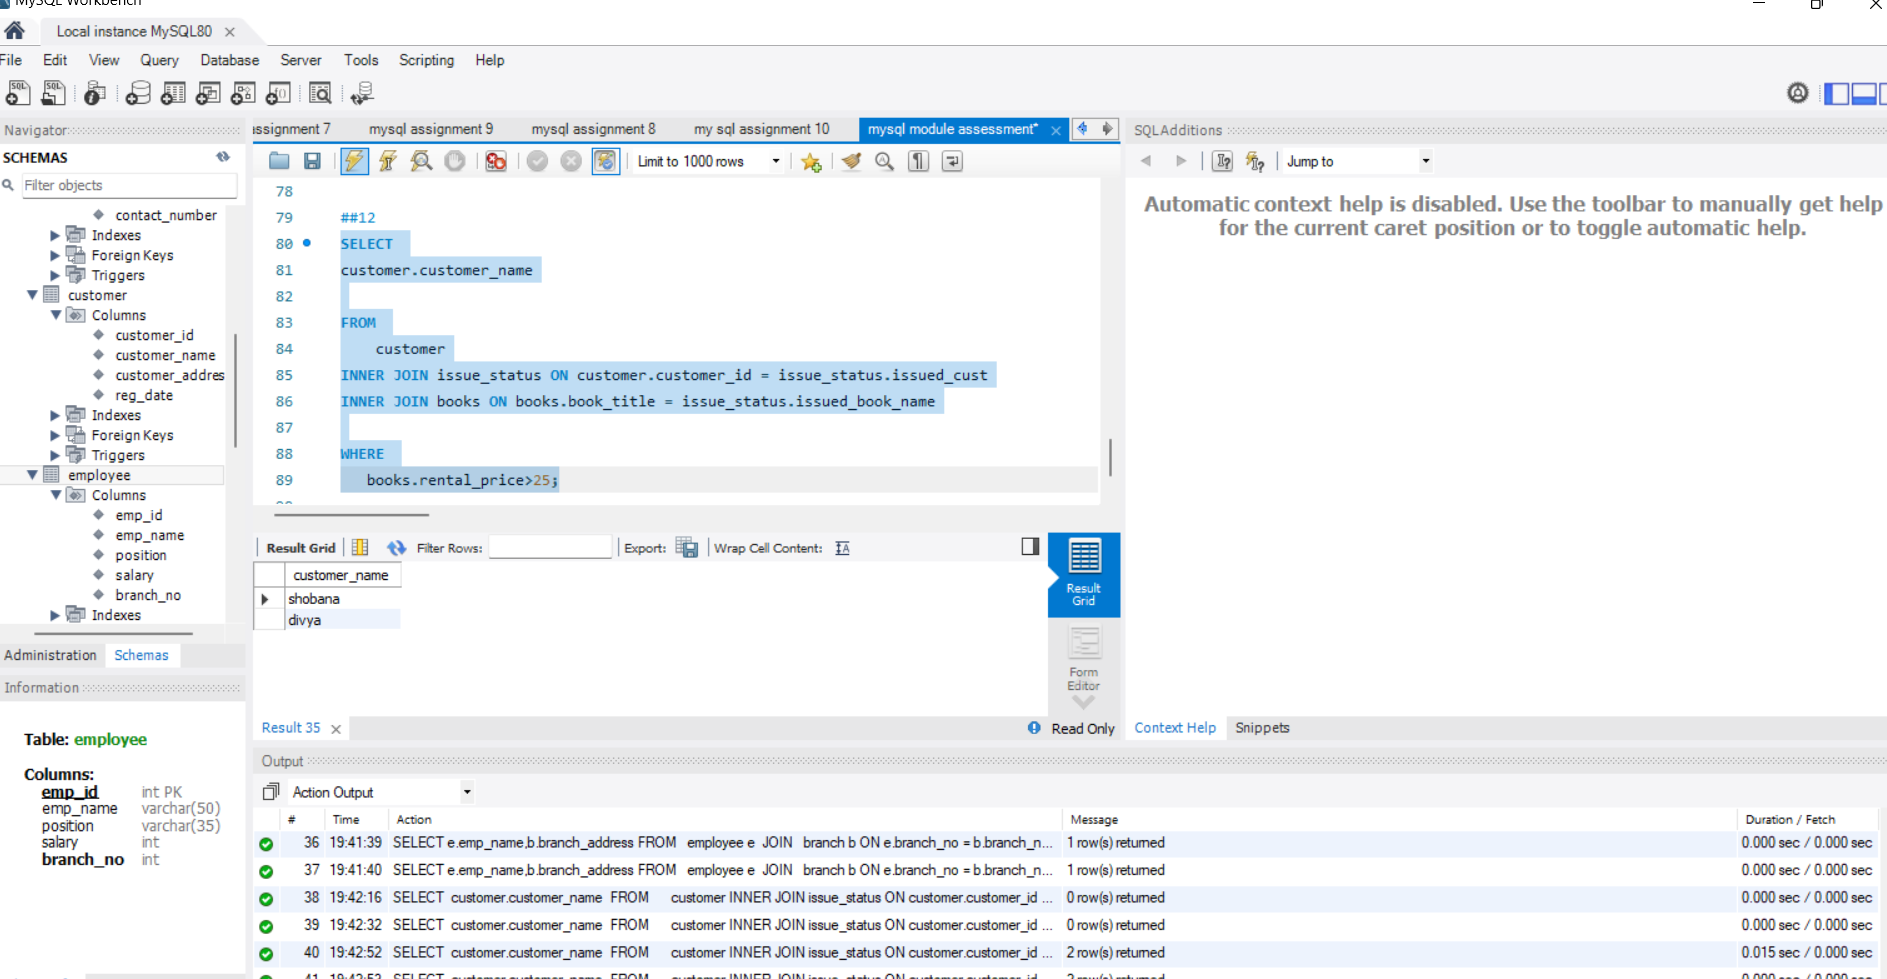 MySQL Workbench
Local instance MySQL80
File Edit View Query Database Server Tools Scripting Help
Navigator
SCHEMAS
Filter objects
contact_number
Indexes
Foreign Keys
Triggers
customer
Columns
customer_id
customer_name
customer_addres
reg_date
Indexes
Foreign Keys
Triggers
employee
Columns
emp_id
emp_name
position
salary
branch_no
Indexes
Administration Schemas
Information
Table: employee
Columns:
emp_id int PK
emp_name varchar(50)
position varchar(35)
salary int
branch_no int
assignment 7 mysql assignment 9 mysql assignment 8 my sql assignment 10 mysql module assessment*
Limit to 1000 rows
78
79 ##12
80 SELECT
81 customer.customer_name
82
83 FROM
84 customer
85 INNER JOIN issue_status ON customer.customer_id = issue_status.issued_cust
86 INNER JOIN books ON books.book_title = issue_status.issued_book_name
87
88 WHERE
89 books.rental_price>25;
Result Grid Filter Rows: Export: Wrap Cell Content:
customer_name
shobana
divya
Result
Grid
Form
Editor
Result 35 Read Only
SQLAdditions
Jump to
Automatic context help is disabled. Use the toolbar to manually get help
for the current caret position or to toggle automatic help.
Context Help Snippets
Output
Action Output
# Time Action Message Duration / Fetch
36 19:41:39 SELECT e.emp_name,b.branch_address FROM employee e JOIN branch b ON e.branch_no = b.branch_n... 1 row(s) returned 0.000 sec / 0.000 sec
37 19:41:40 SELECT e.emp_name,b.branch_address FROM employee e JOIN branch b ON e.branch_no = b.branch_n... 1 row(s) returned 0.000 sec / 0.000 sec
38 19:42:16 SELECT customer.customer_name FROM customer INNER JOIN issue_status ON customer.customer_id ... 0 row(s) returned 0.000 sec / 0.000 sec
39 19:42:32 SELECT customer.customer_name FROM customer INNER JOIN issue_status ON customer.customer_id ... 0 row(s) returned 0.000 sec / 0.000 sec
40 19:42:52 SELECT customer.customer_name FROM customer INNER JOIN issue_status ON customer.customer_id ... 2 row(s) returned 0.015 sec / 0.000 sec